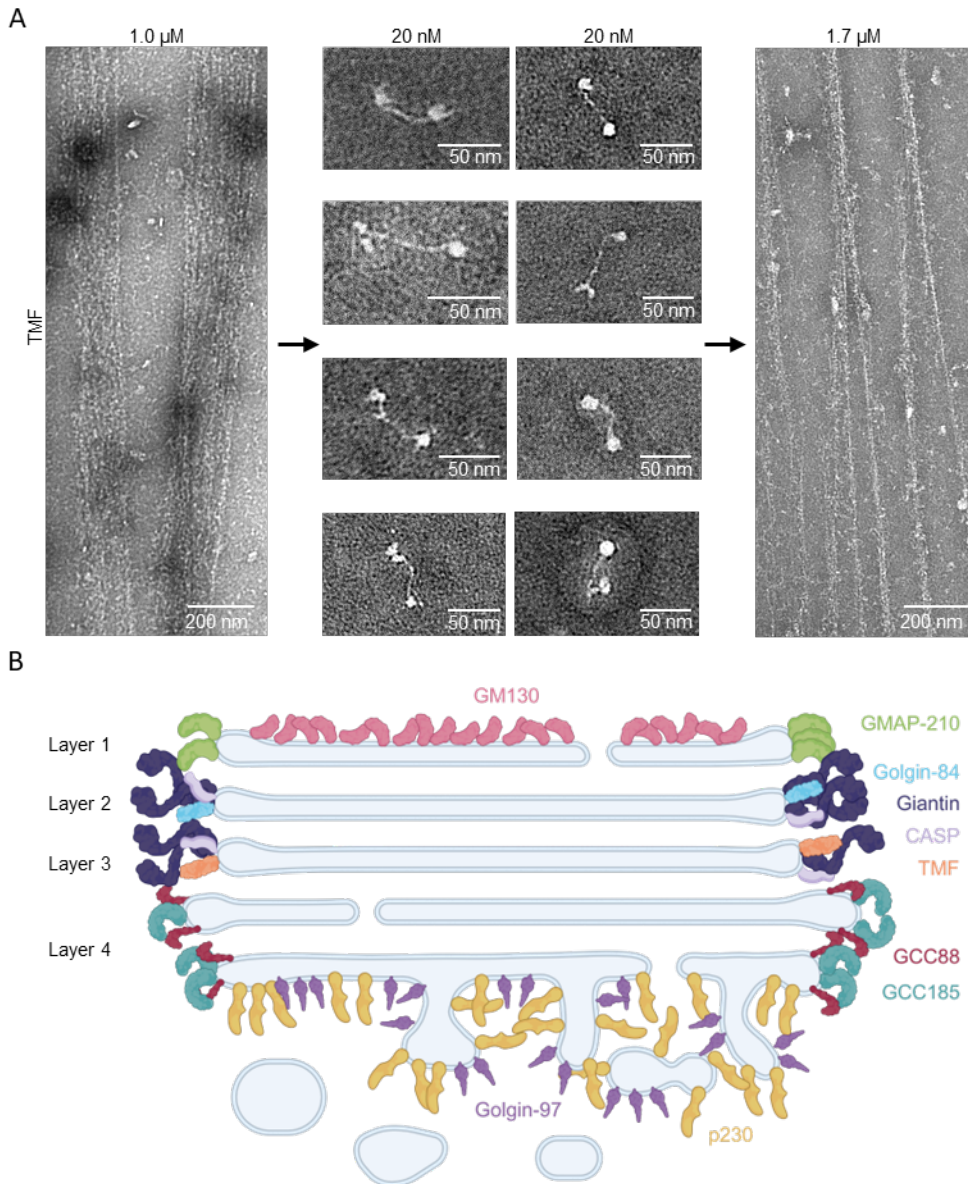 A
1.0 µM
20 nM
20 nM
1.7 µM
TMF
50 nm
50 nm
50 nm
50 nm
50 nm
50 nm
50 nm
50 nm
200 nm
200 nm
B
GM130
GMAP-210
Layer 1
Golgin-84
Layer 2
Giantin
CASP
Layer 3
TMF
Layer 4
GCC88
GCC185
Golgin-97
p230